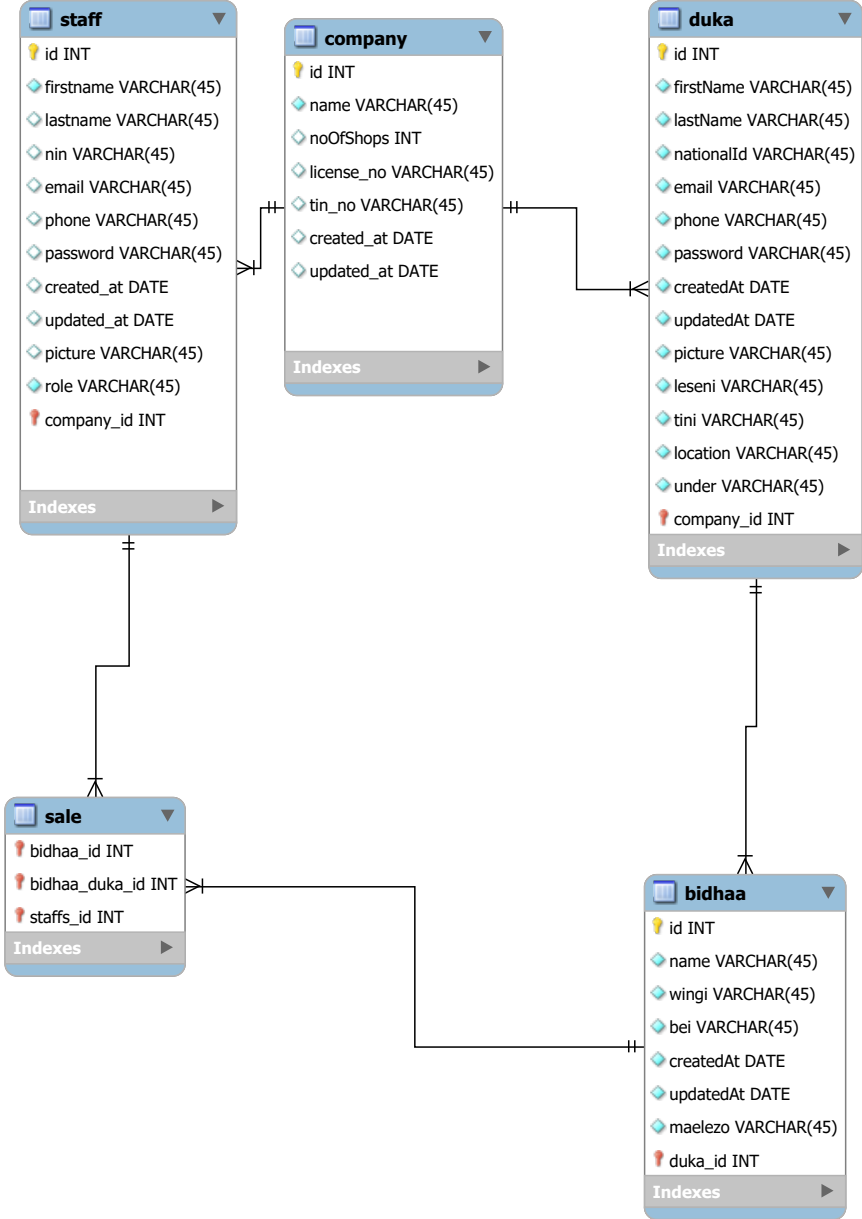 staff
id INT
firstname VARCHAR(45)
lastname VARCHAR(45)
nin VARCHAR(45)
email VARCHAR(45)
phone VARCHAR(45)
password VARCHAR(45)
created_at DATE
updated_at DATE
picture VARCHAR(45)
role VARCHAR(45)
company_id INT
Indexes
company
id INT
name VARCHAR(45)
noOfShops INT
license_no VARCHAR(45)
tin_no VARCHAR(45)
created_at DATE
updated_at DATE
Indexes
duka
id INT
firstName VARCHAR(45)
lastName VARCHAR(45)
nationalId VARCHAR(45)
email VARCHAR(45)
phone VARCHAR(45)
password VARCHAR(45)
createdAt DATE
updatedAt DATE
picture VARCHAR(45)
leseni VARCHAR(45)
tini VARCHAR(45)
location VARCHAR(45)
under VARCHAR(45)
company_id INT
Indexes
sale
bidhaa_id INT
bidhaa_duka_id INT
staffs_id INT
Indexes
bidhaa
id INT
name VARCHAR(45)
wingi VARCHAR(45)
bei VARCHAR(45)
createdAt DATE
updatedAt DATE
maelezo VARCHAR(45)
duka_id INT
Indexes